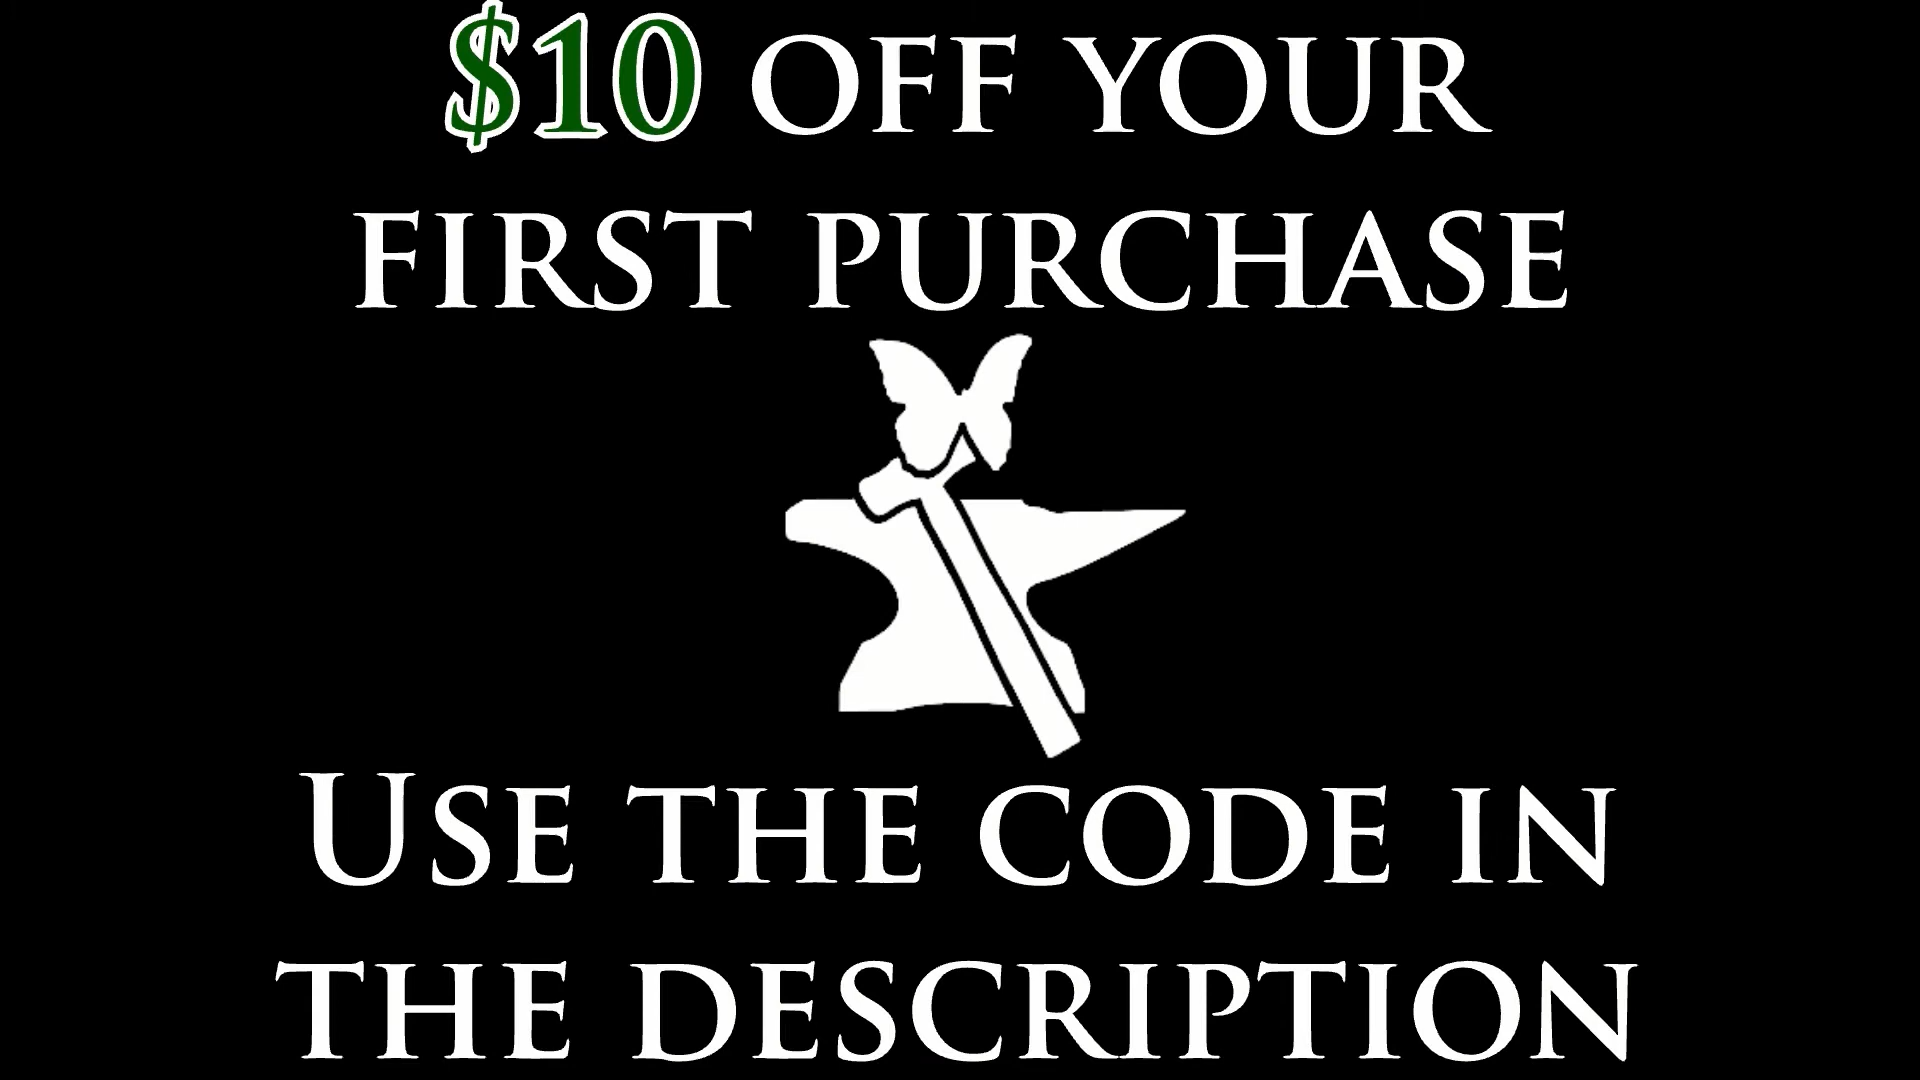 $10 OFF YOUR
FIRST PURCHASE
USE THE CODE IN
THE DESCRIPTION